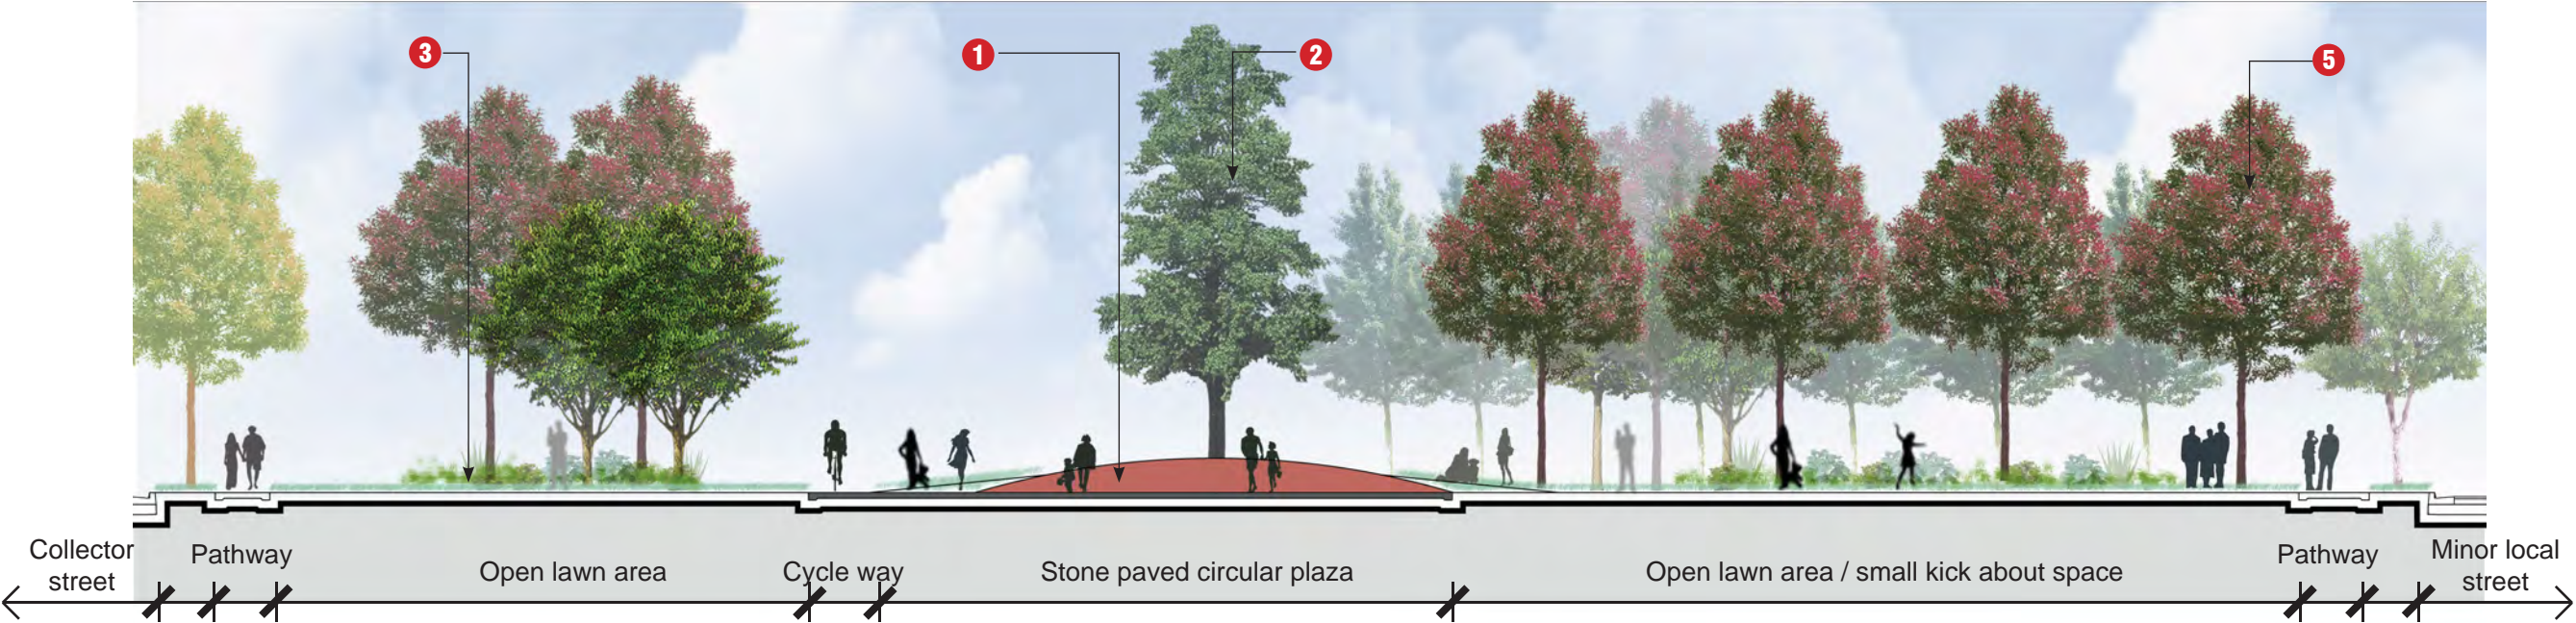 3
1
2
5
Collector
street
Pathway
Open lawn area
Cycle way
Stone paved circular plaza
Open lawn area / small kick about space
Pathway
Minor local
street